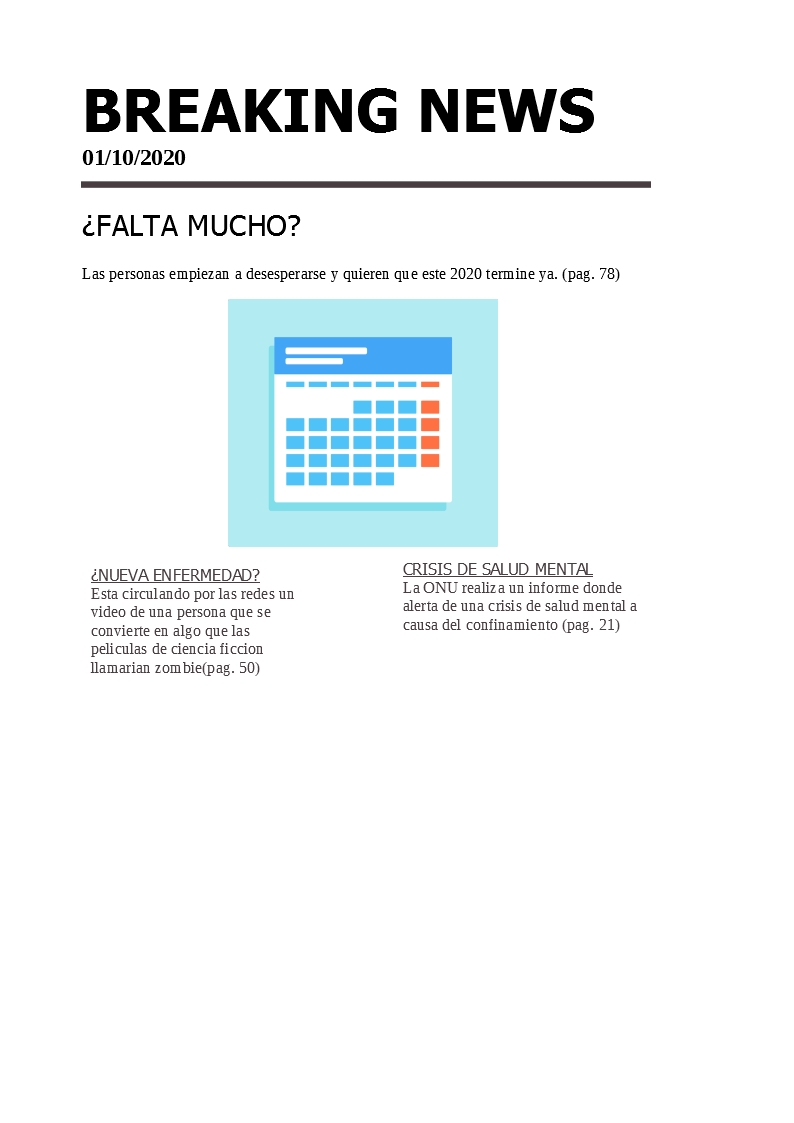 BREAKING NEWS
01/10/2020
¿FALTA MUCHO?
Las personas empiezan a desesperarse y quieren que este 2020 termine ya. (pag. 78)
¿NUEVA ENFERMEDAD?
Esta circulando por las redes un
video de una persona que se
convierte en algo que las
peliculas de ciencia ficcion
llamarian zombie(pag. 50)
CRISIS DE SALUD MENTAL
La ONU realiza un informe donde
alerta de una crisis de salud mental a
causa del confinamiento (pag. 21)